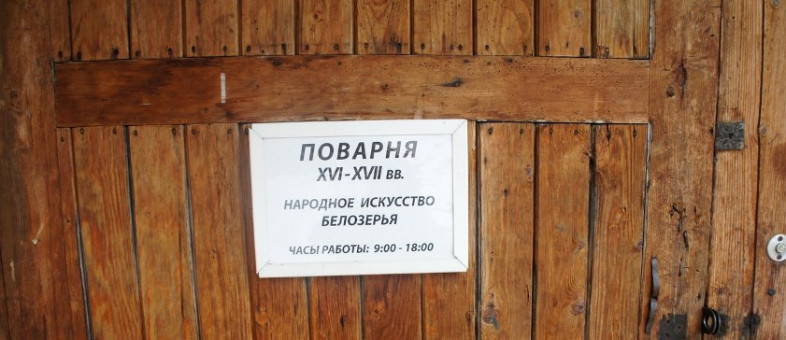 ПОВАРНЯ
XVI-XVII вв.
НАРОДНОЕ ИСКУССТВО
БЕЛОЗЕРЬЯ
ЧАСЫ РАБОТЫ: 9:00 - 18:00